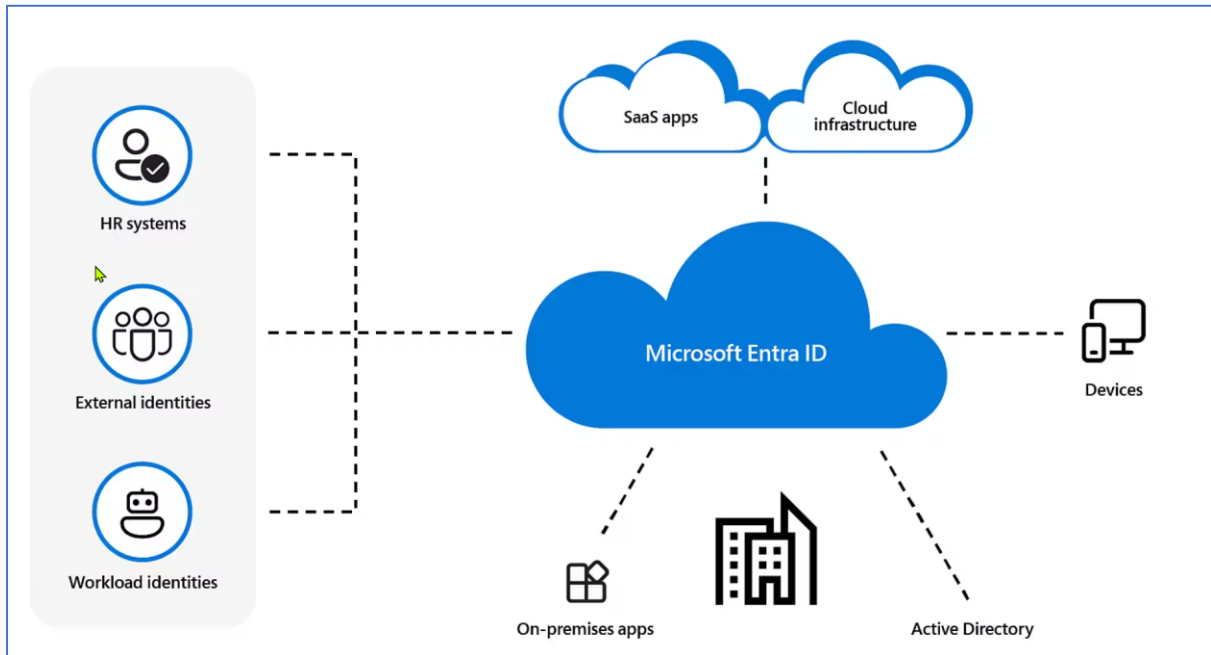 SaaS apps
Cloud
infrastructure
HR systems
Microsoft Entra ID
Devices
External identities
Workload identities
On-premises apps
Active Directory